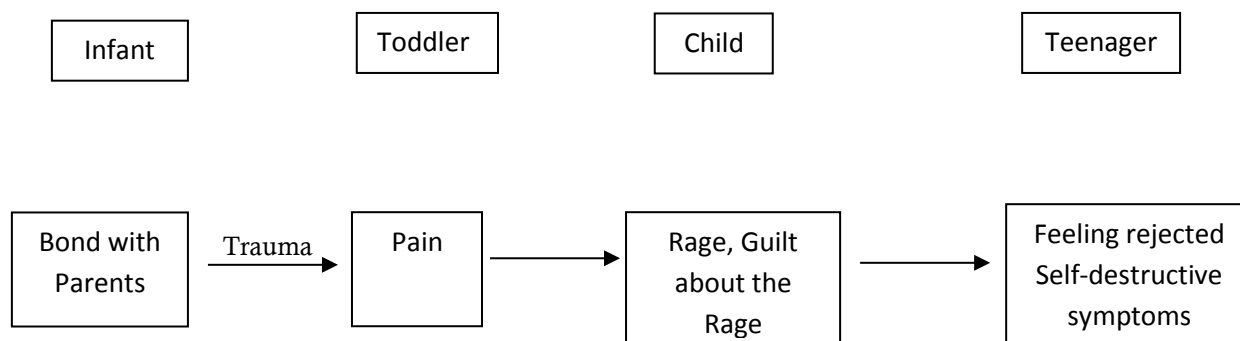 Infant
Toddler
Child
Teenager
Bond with
Parents
Trauma
Pain
Rage, Guilt
about the
Rage
Feeling rejected
Self-destructive
symptoms